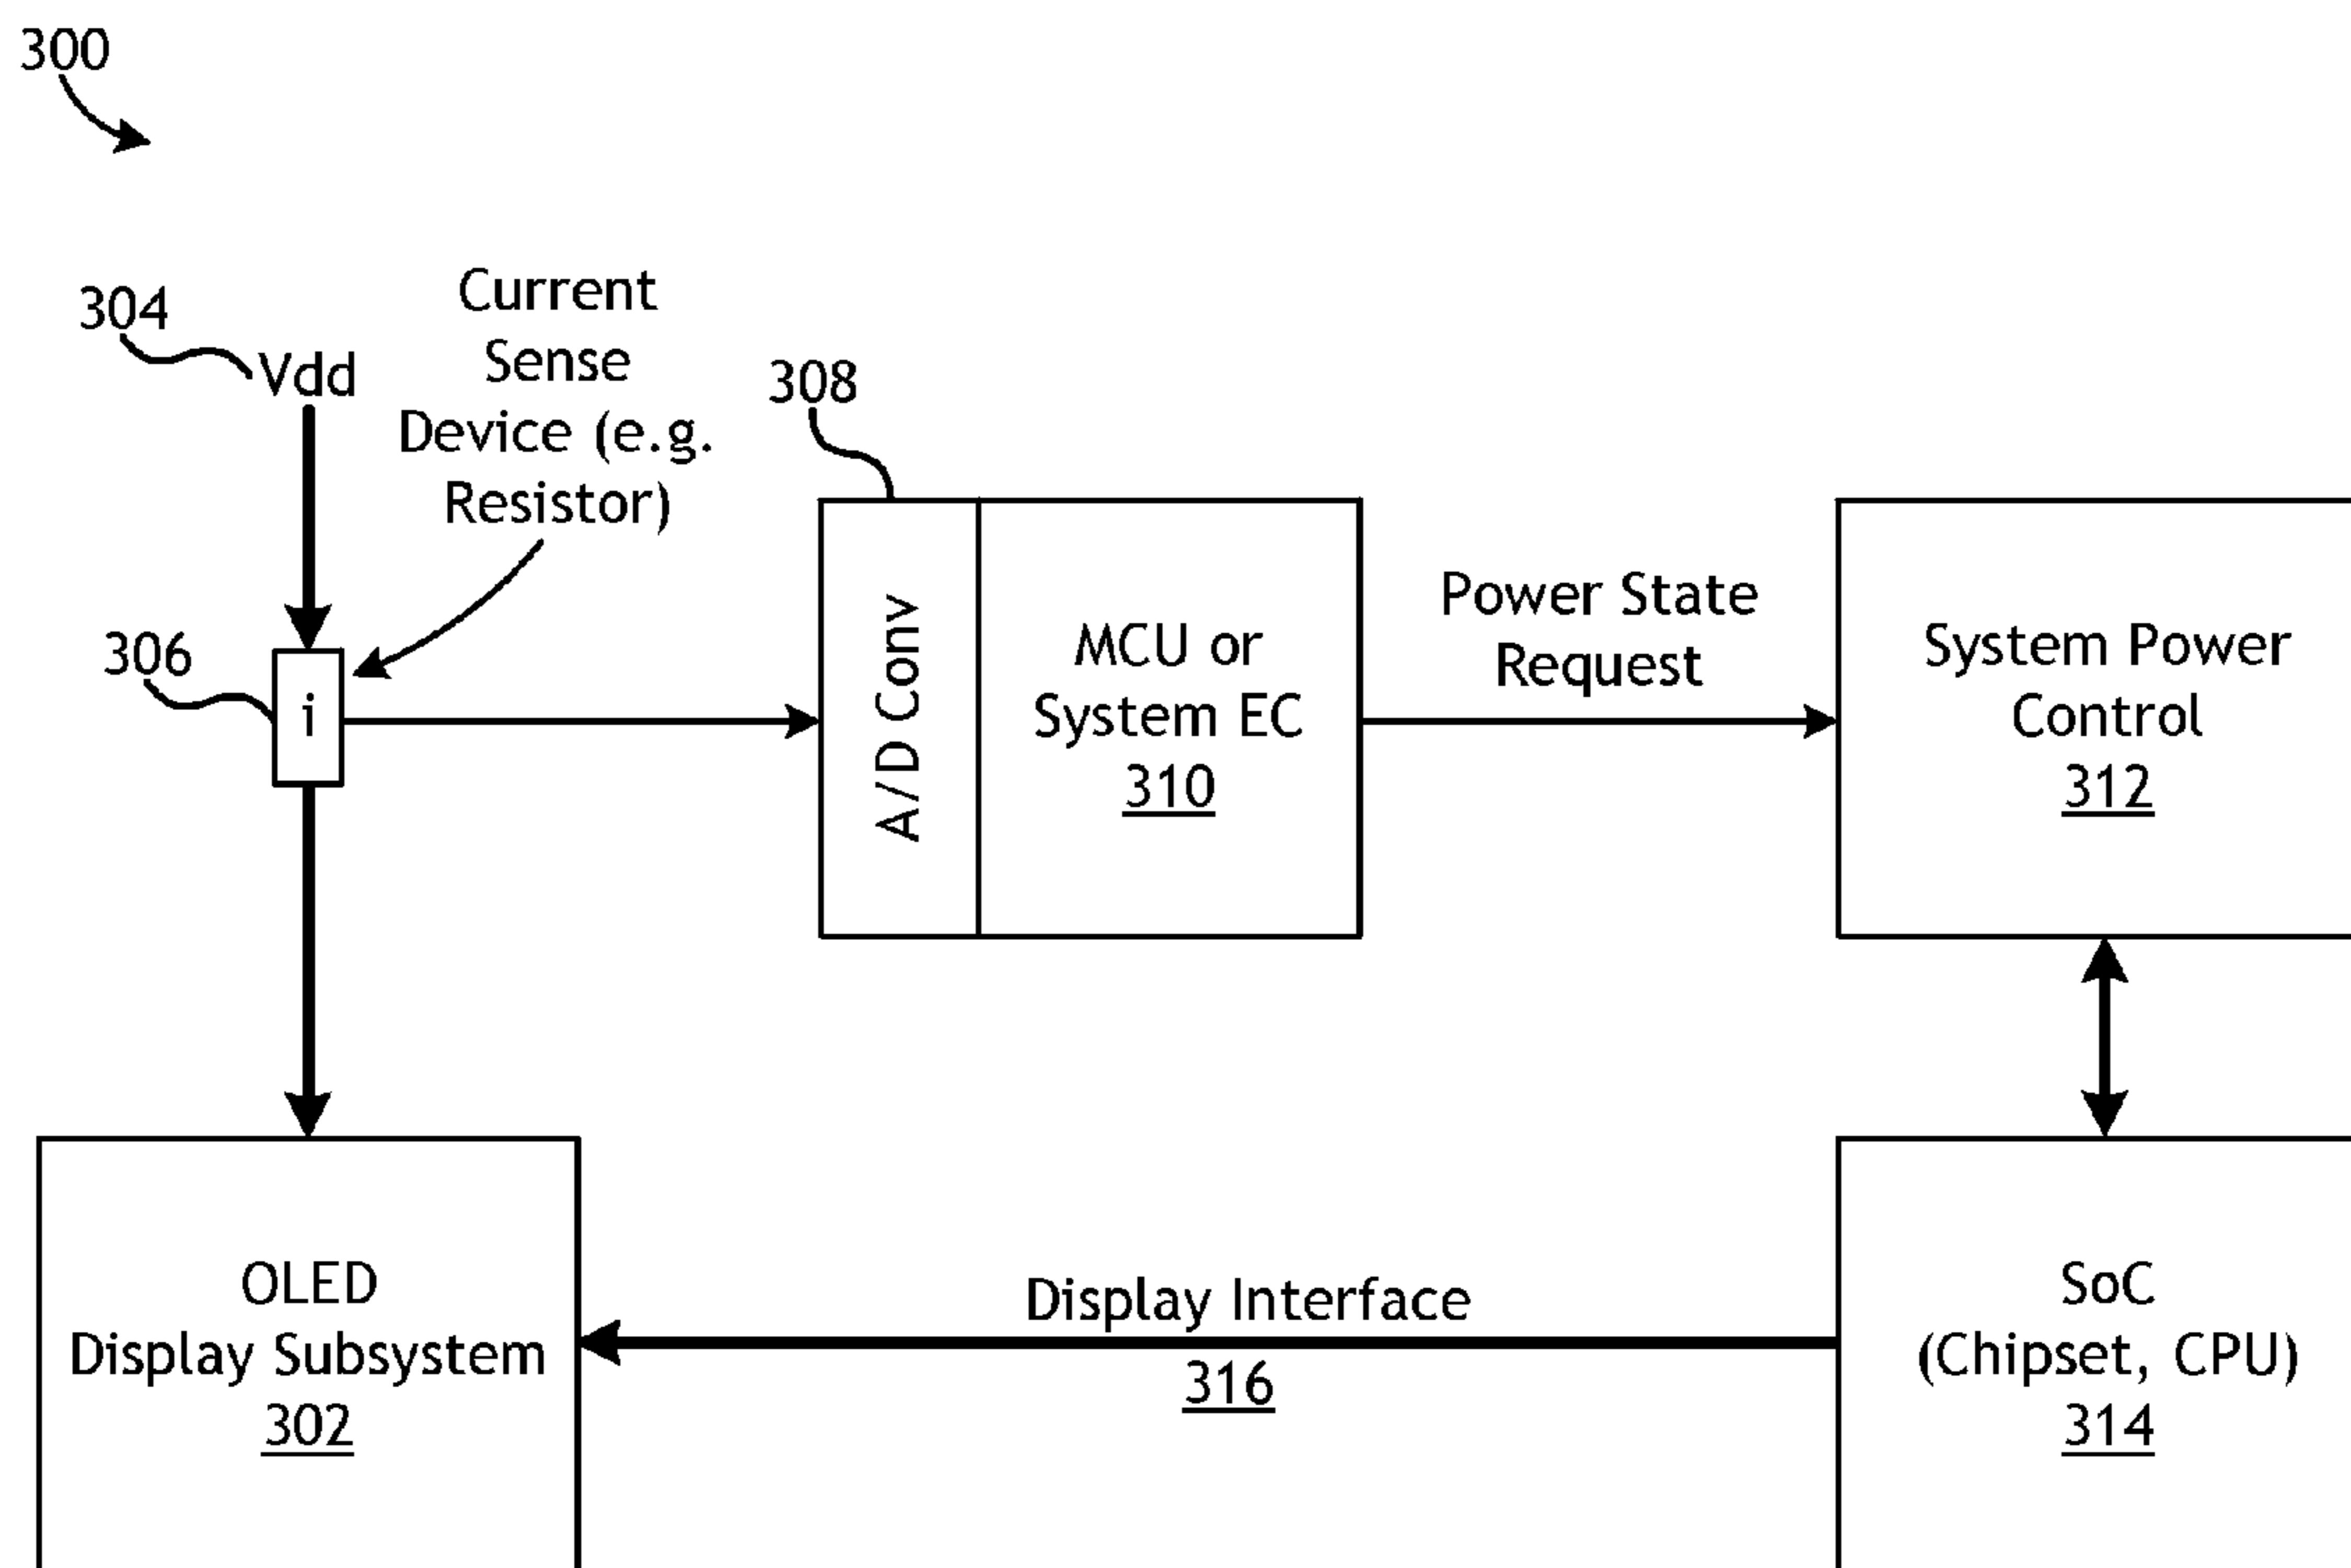 300
304
Vdd
Current
Sense
Device (e.g.
Resistor)
306
i
308
A/D Conv
MCU or
System EC
310
Power State
Request
System Power
Control
312
OLED
Display Subsystem
302
Display Interface
316
SoC
(Chipset, CPU)
314